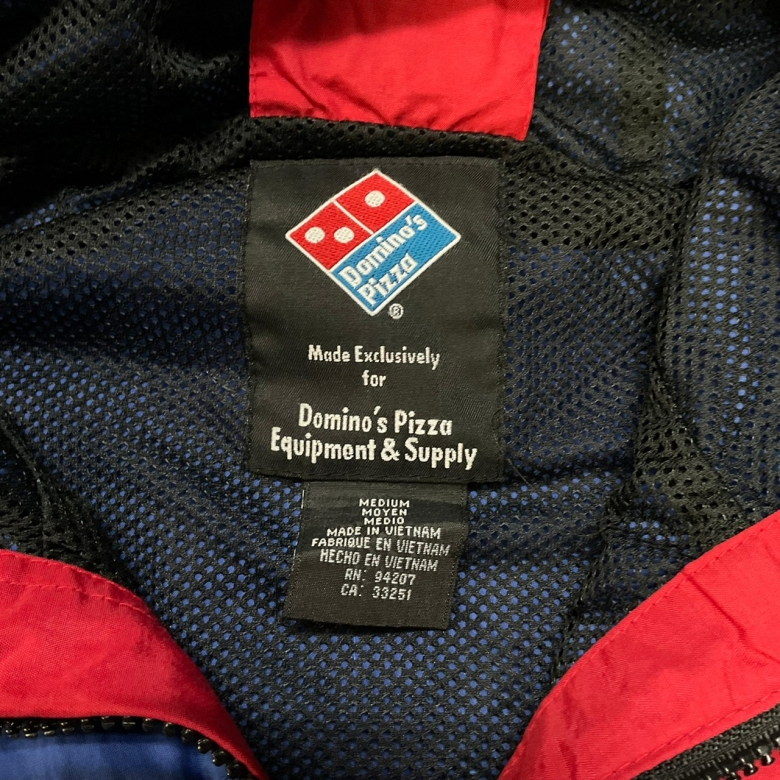 Domino's
Pizza
®
Made Exclusively
for
Domino's Pizza
Equipment & Supply
MEDIUM
MOYEN
MEDIO
MADE IN VIETNAM
FABRIQUE EN VIETNAM
HECHO EN VIETNAM
RN: 94207
CA: 33251